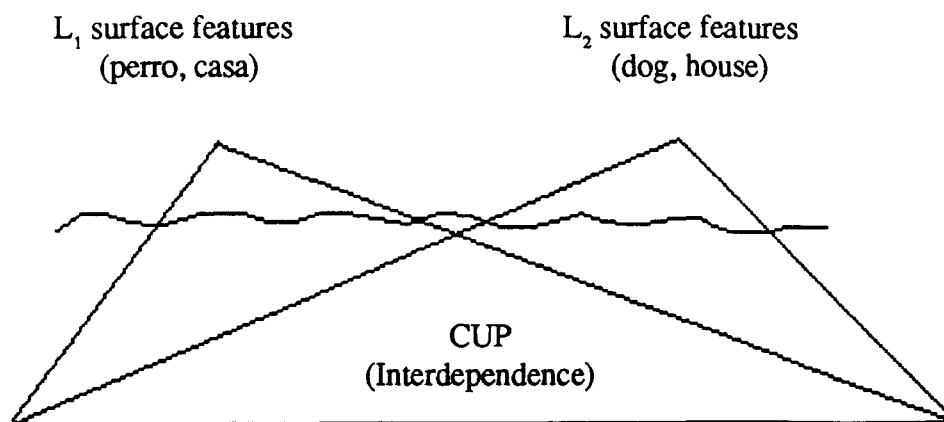 L₁ surface features
(perro, casa)
L₂ surface features
(dog, house)
CUP
(Interdependence)